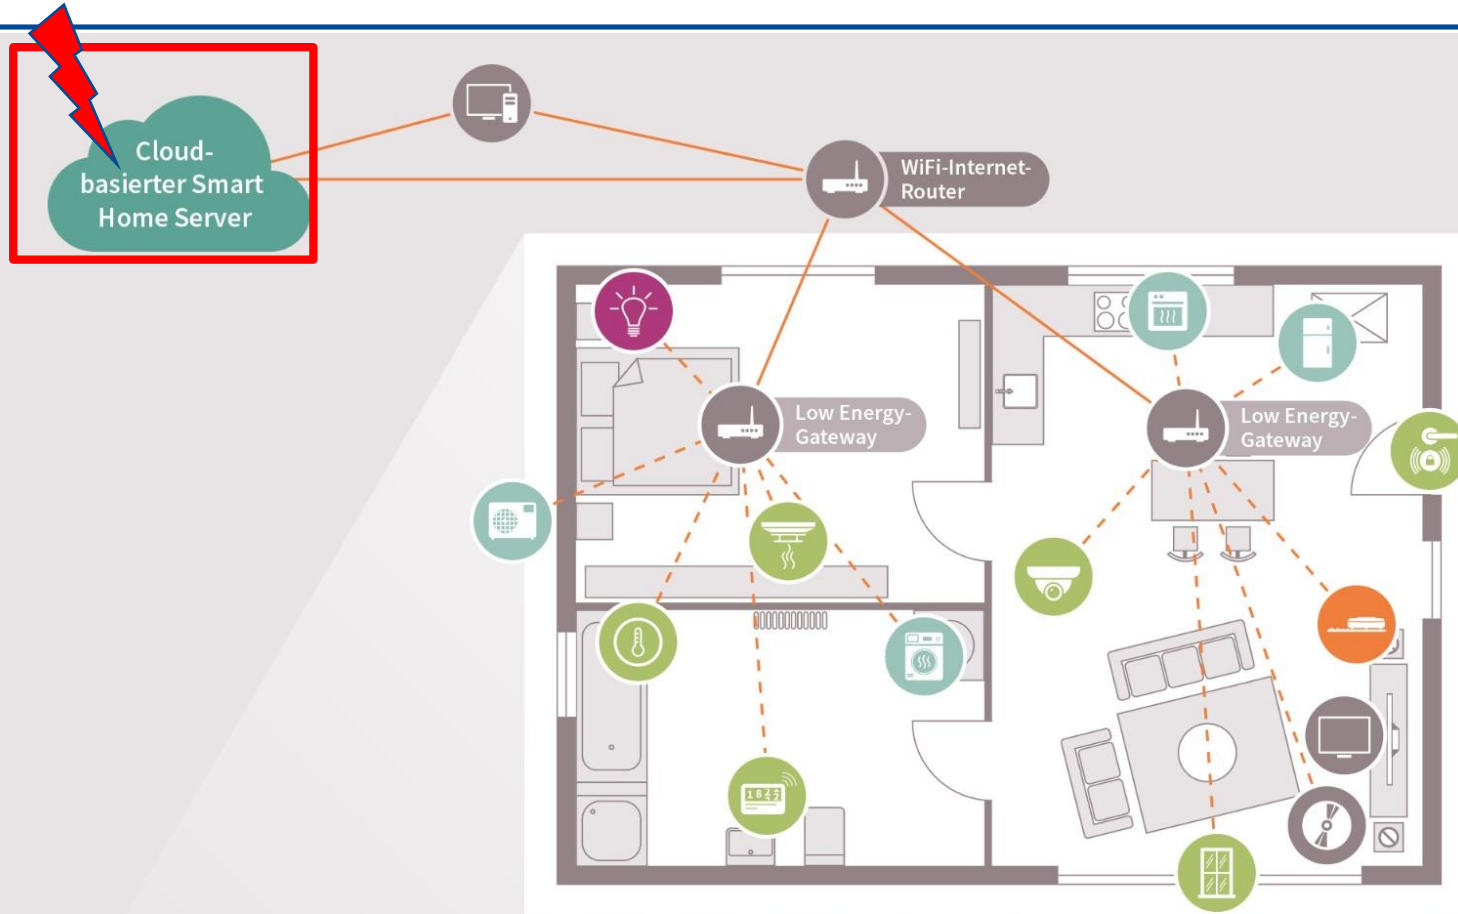 Cloud-
basierter Smart
Home Server
WiFi-Internet-
Router
Low Energy-
Gateway
Low Energy-
Gateway